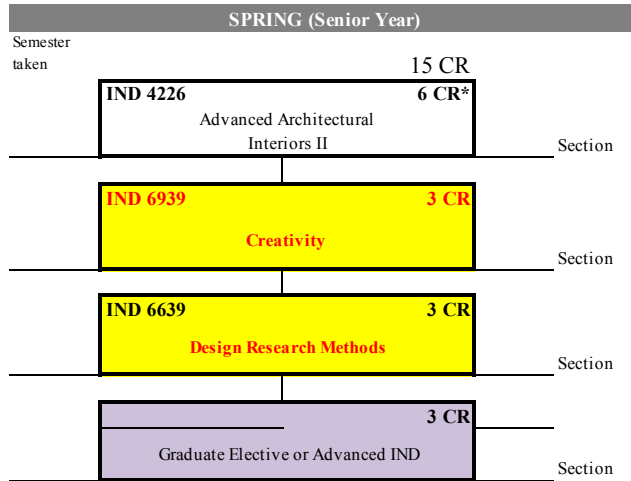 SPRING (Senior Year)
Semester
taken
15 CR
IND 4226 6 CR*
Advanced Architectural
Interiors II
Section
IND 6939 3 CR
Creativity
Section
IND 6639 3 CR
Design Research Methods
Section
3 CR
Graduate Elective or Advanced IND
Section